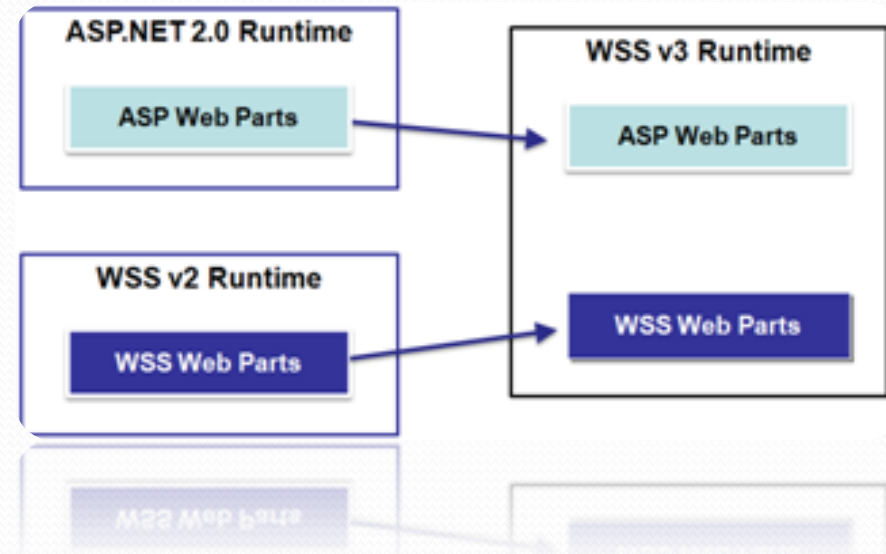 ASP.NET 2.0 Runtime
ASP Web Parts
WSS v2 Runtime
WSS Web Parts
WSS v3 Runtime
ASP Web Parts
WSS Web Parts